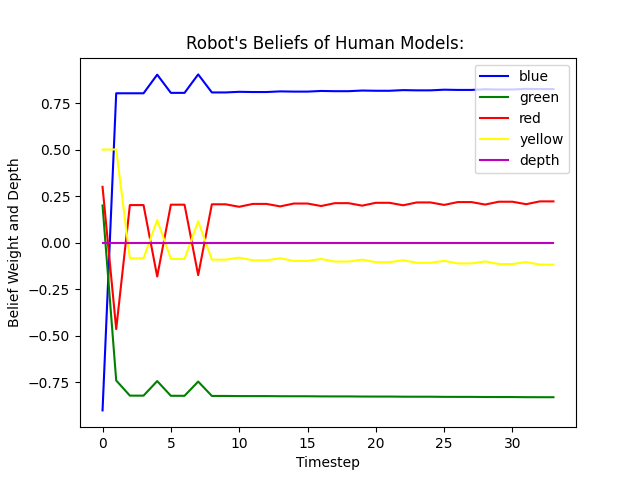 Robot's Beliefs of Human Models:
Belief Weight and Depth
0.75
0.50
0.25
0.00
−0.25
−0.50
−0.75
blue
green
red
yellow
depth
0 5 10 15 20 25 30
Timestep